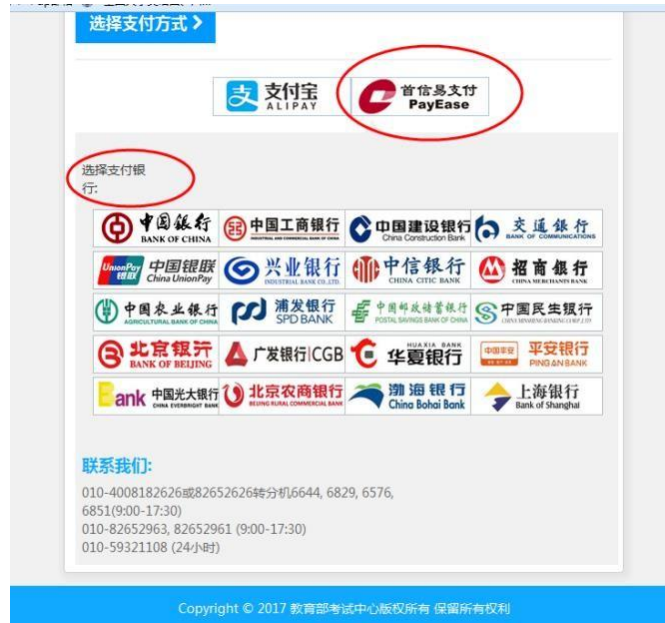 选择支付方式
支付宝 ALIPAY
首信易支付 PayEase
选择支付银
行:
中国银行 BANK OF CHINA
中国工商银行
中国建设银行 China Construction Bank
交通银行 BANK OF COMMUNICATIONS
UnionPay 银联 中国银联 China UnionPay
兴业银行 INDUSTRIAL BANK CO.,LTD.
中信银行 CHINA CITIC BANK
招商银行 CHINA MERCHANTS BANK
中国农业银行 AGRICULTURAL BANK OF CHINA
浦发银行 SPD BANK
中国邮政储蓄银行 POSTAL SAVINGS BANK OF CHINA
中国民生银行
北京银行 BANK OF BEIJING
广发银行|CGB
HUAXIA BANK 华夏银行
中国平安 平安银行 PING AN BANK
Bank 中国光大银行 CHINA EVERBRIGHT BANK
北京农商银行 BEIJING RURAL COMMERCIAL BANK
渤海银行 China Bohai Bank
上海银行 Bank of Shanghai
联系我们:
010-4008182626或82652626转分机6644, 6829, 6576,
6851(9:00-17:30)
010-82652963, 82652961 (9:00-17:30)
010-59321108 (24小时)
Copyright © 2017 教育部考试中心版权所有 保留所有权利